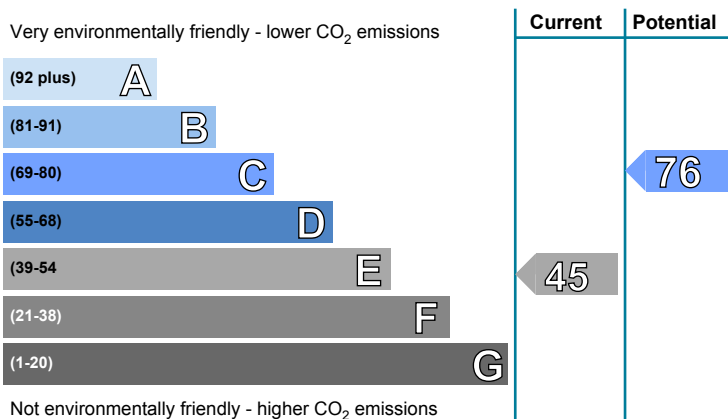 Current Potential
Very environmentally friendly - lower CO₂ emissions
(92 plus) A
(81-91) B
(69-80) C 76
(55-68) D
(39-54 E 45
(21-38) F
(1-20) G
Not environmentally friendly - higher CO₂ emissions